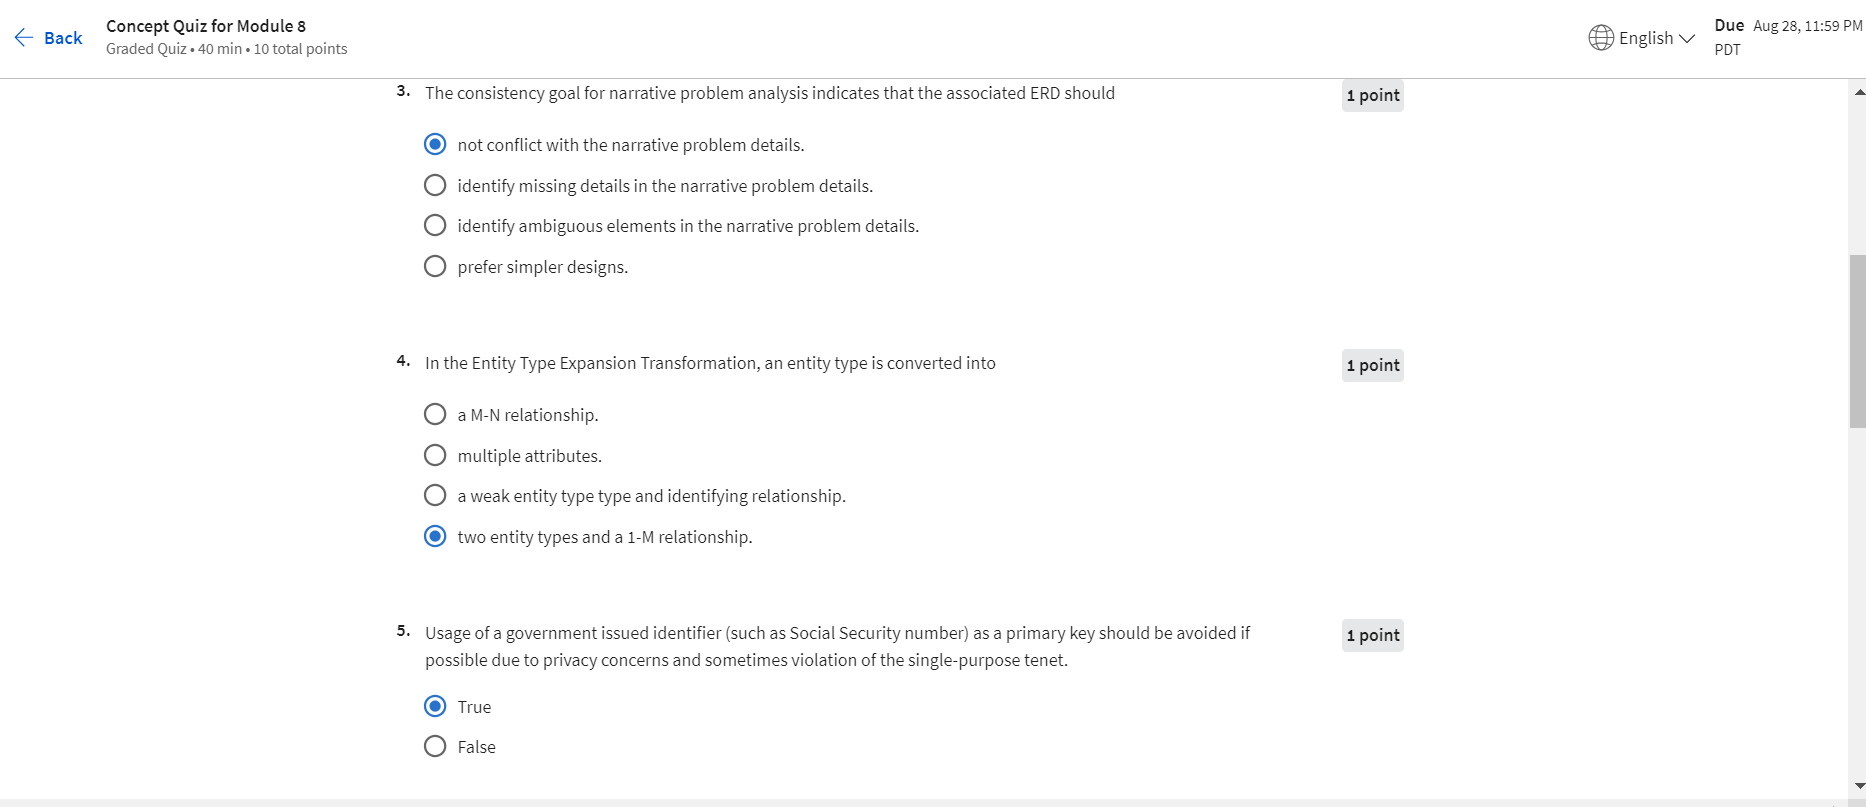 Back
Concept Quiz for Module 8
Graded Quiz • 40 min • 10 total points
English
Due Aug 28, 11:59 PM
PDT
3. The consistency goal for narrative problem analysis indicates that the associated ERD should
1 point
not conflict with the narrative problem details.
identify missing details in the narrative problem details.
identify ambiguous elements in the narrative problem details.
prefer simpler designs.
4. In the Entity Type Expansion Transformation, an entity type is converted into
1 point
a M-N relationship.
multiple attributes.
a weak entity type type and identifying relationship.
two entity types and a 1-M relationship.
5. Usage of a government issued identifier (such as Social Security number) as a primary key should be avoided if
possible due to privacy concerns and sometimes violation of the single-purpose tenet.
1 point
True
False